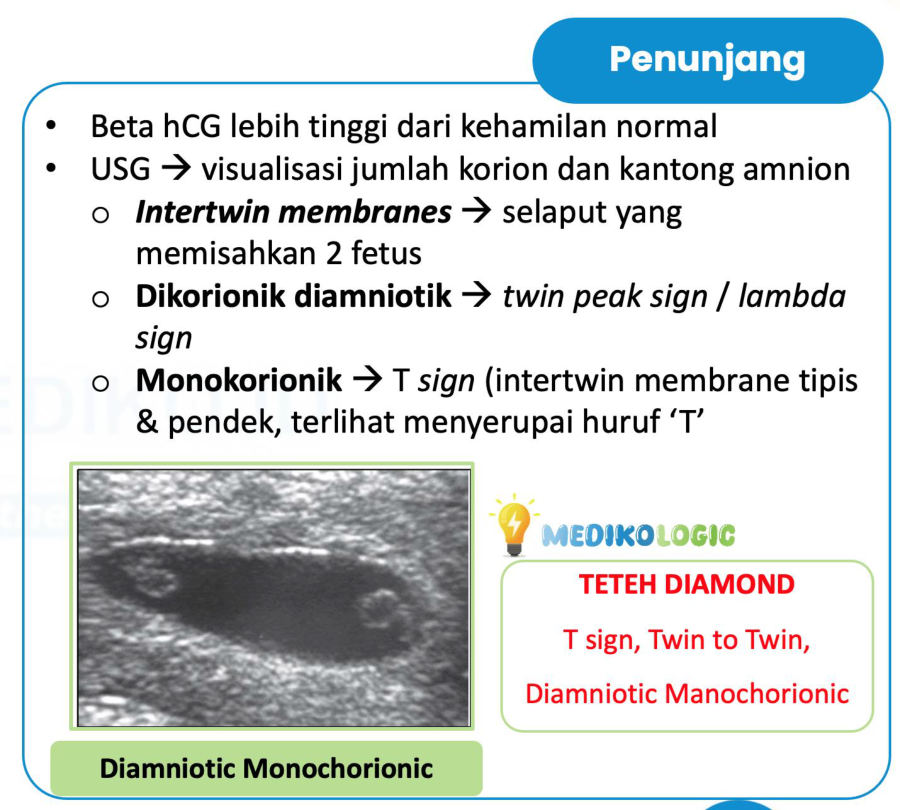 Penunjang
• Beta hCG lebih tinggi dari kehamilan normal
• USG → visualisasi jumlah korion dan kantong amnion
o Intertwin membranes → selaput yang
memisahkan 2 fetus
o Dikorionik diamniotik → twin peak sign / lambda
sign
o Monokorionik → T sign (intertwin membrane tipis
& pendek, terlihat menyerupai huruf ‘T’
MEDIKOLOGIC
TETEH DIAMOND
T sign, Twin to Twin,
Diamniotic Manochorionic
Diamniotic Monochorionic